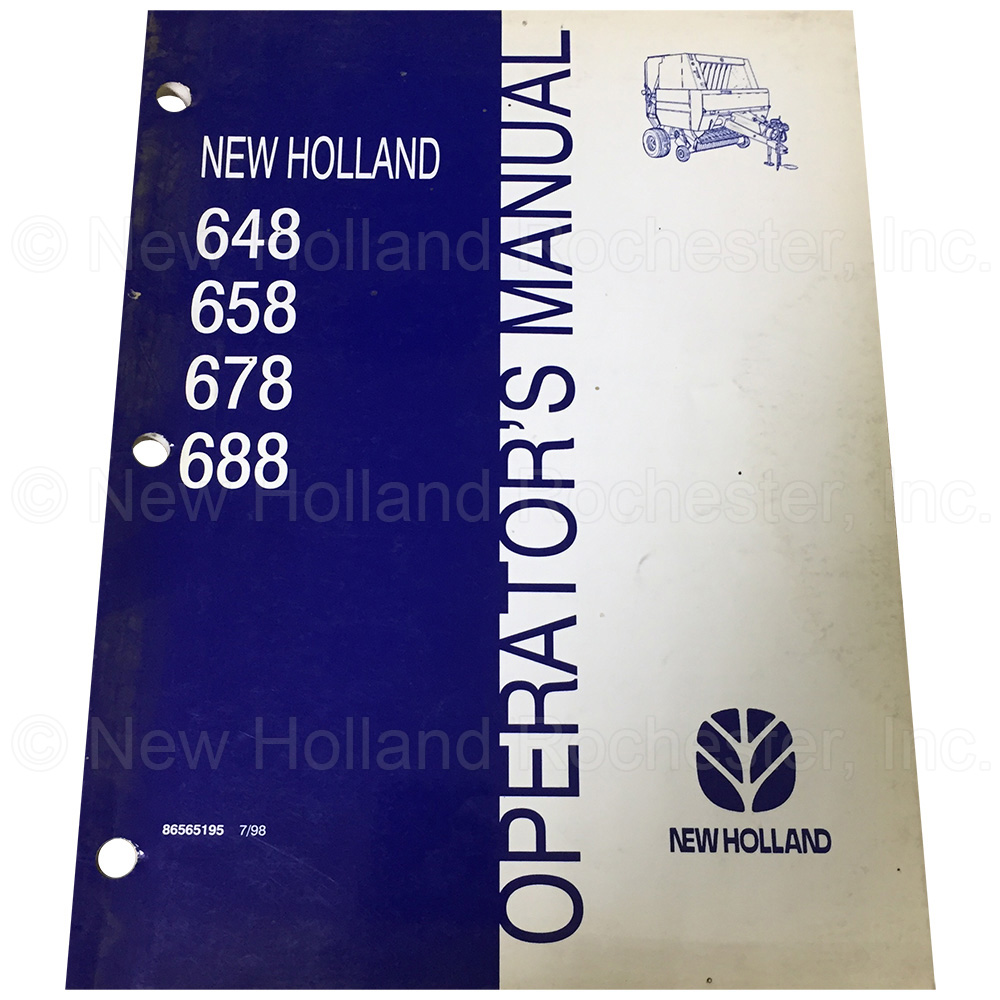 NEW HOLLAND
648
658
678
688
86565195 7/98
OPERATOR'S MANUAL
NEW HOLLAND
© New Holland Rochester, Inc.
© New Holland Rochester, Inc.
© New Holland Rochester, Inc.